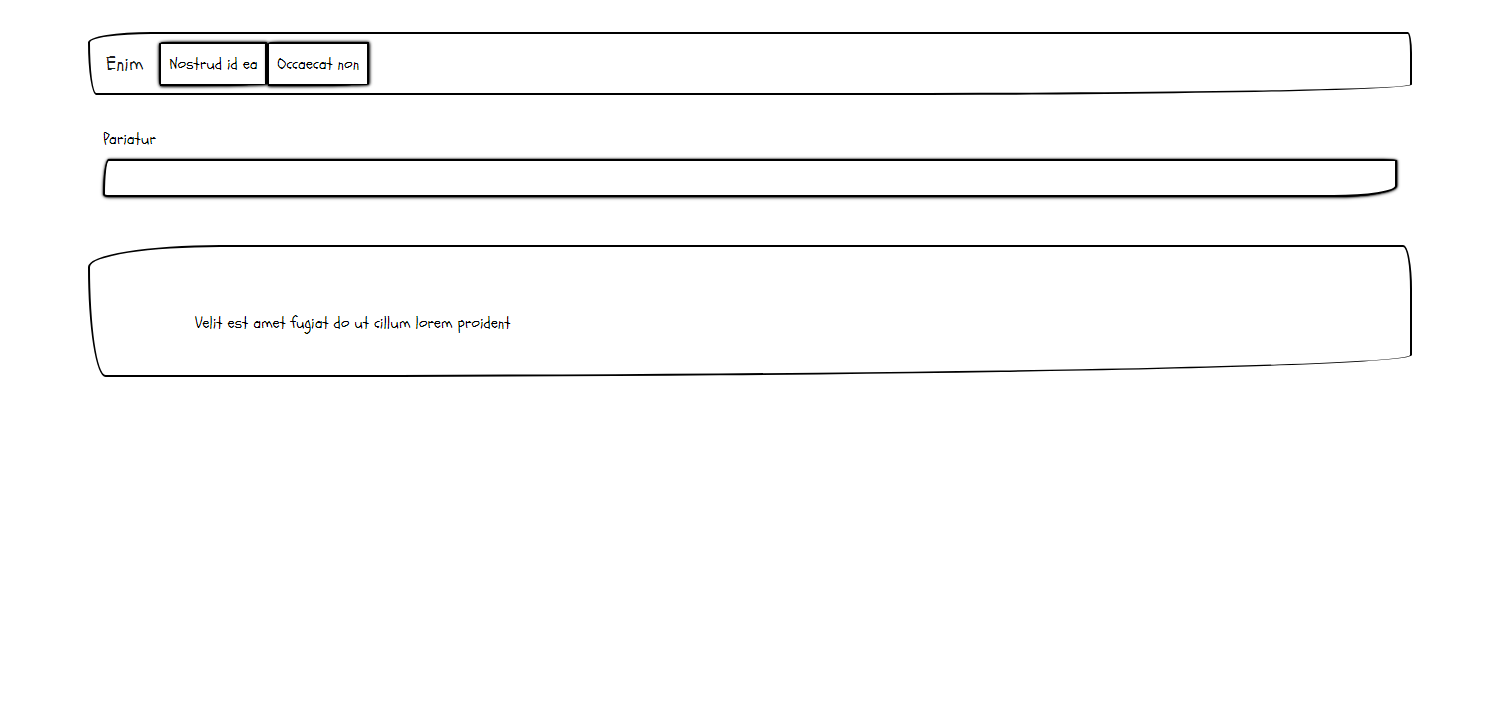 Enim Nostrud id ea Occaecat non
Pariatur
Velit est amet fugiat do ut cillum lorem proident